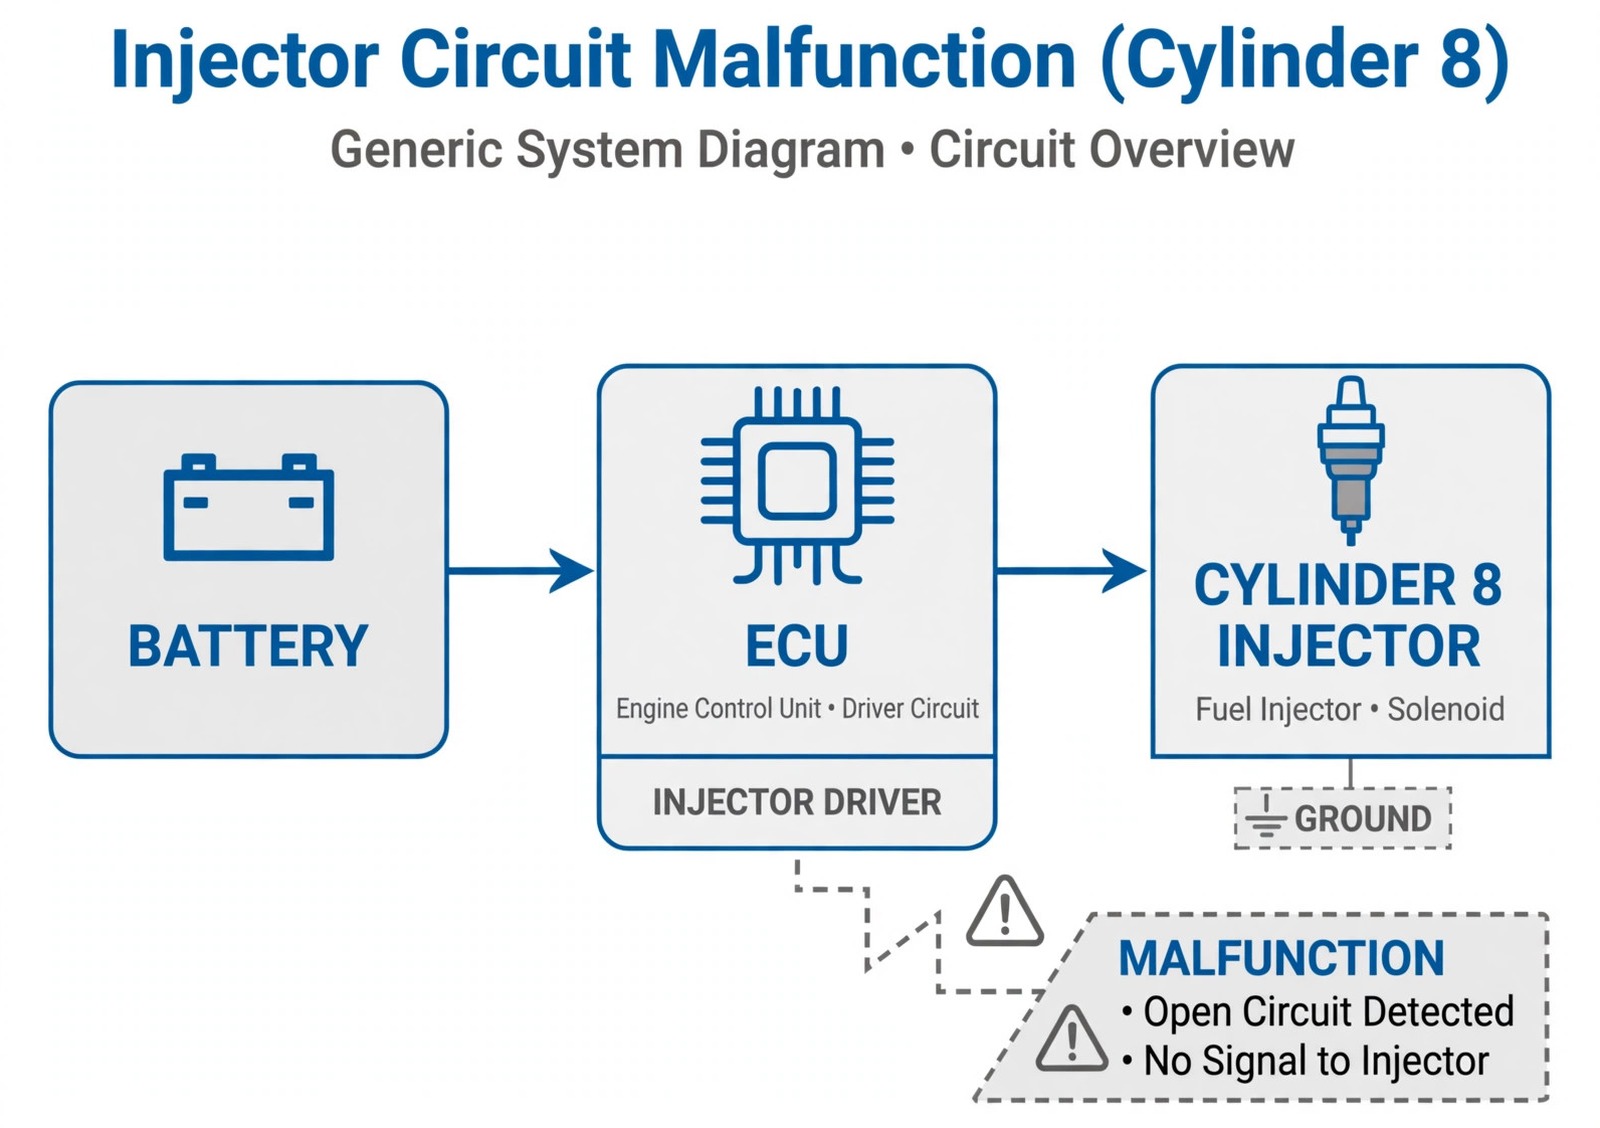 Injector Circuit Malfunction (Cylinder 8)
Generic System Diagram • Circuit Overview
BATTERY
ECU
Engine Control Unit • Driver Circuit
INJECTOR DRIVER
CYLINDER 8
INJECTOR
Fuel Injector • Solenoid
GROUND
MALFUNCTION
• Open Circuit Detected
• No Signal to Injector